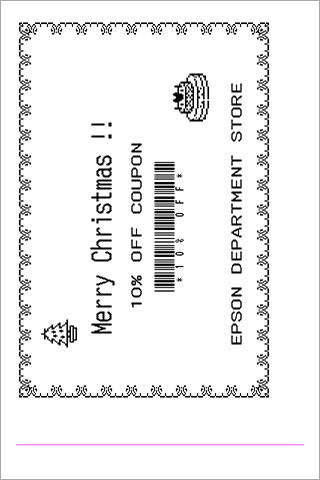 Merry Christmas !!
10% OFF COUPON
*10% OFF*
EPSON DEPARTMENT STORE